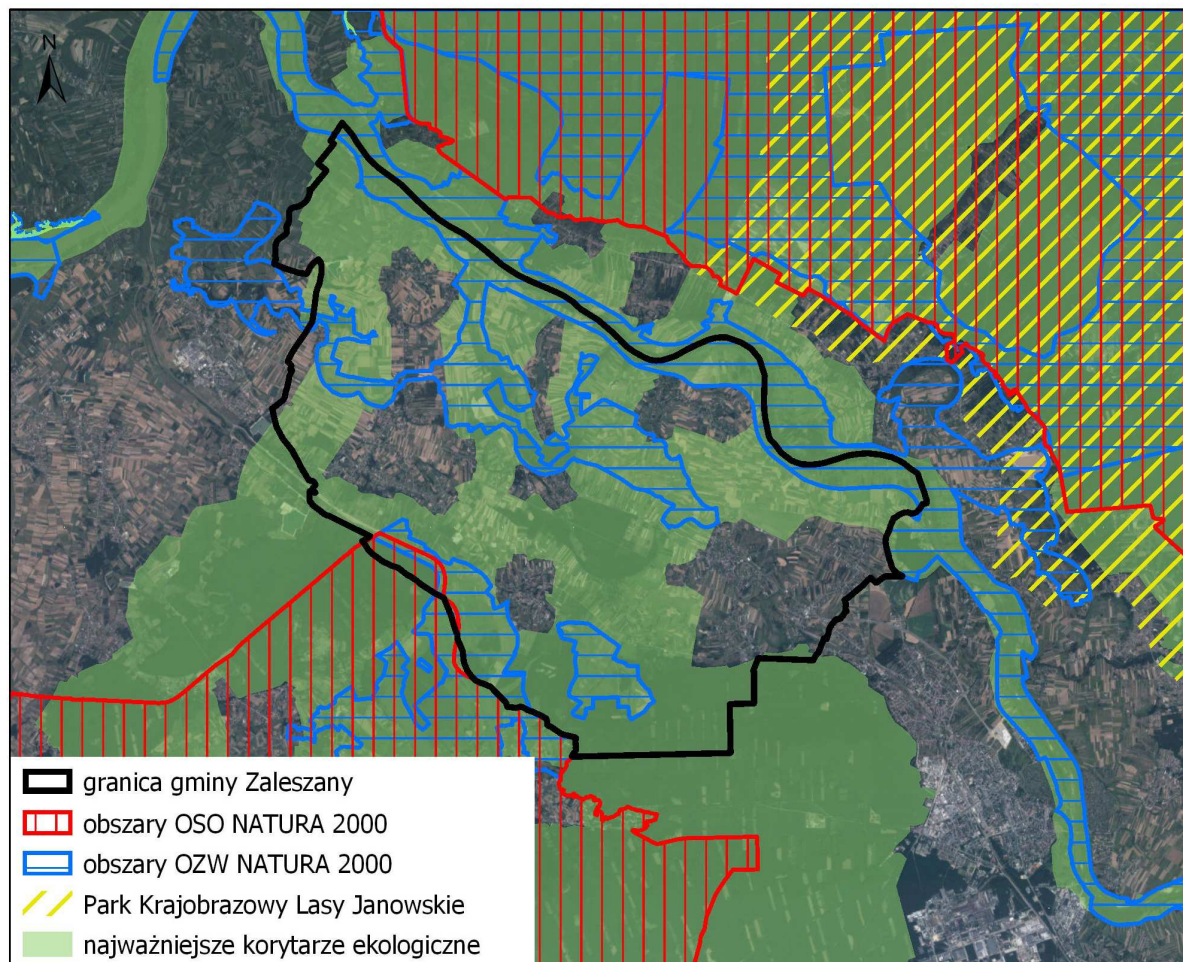 N
granica gminy Zaleszany
obszary OSO NATURA 2000
obszary OZW NATURA 2000
Park Krajobrazowy Lasy Janowskie
najważniejsze korytarze ekologiczne